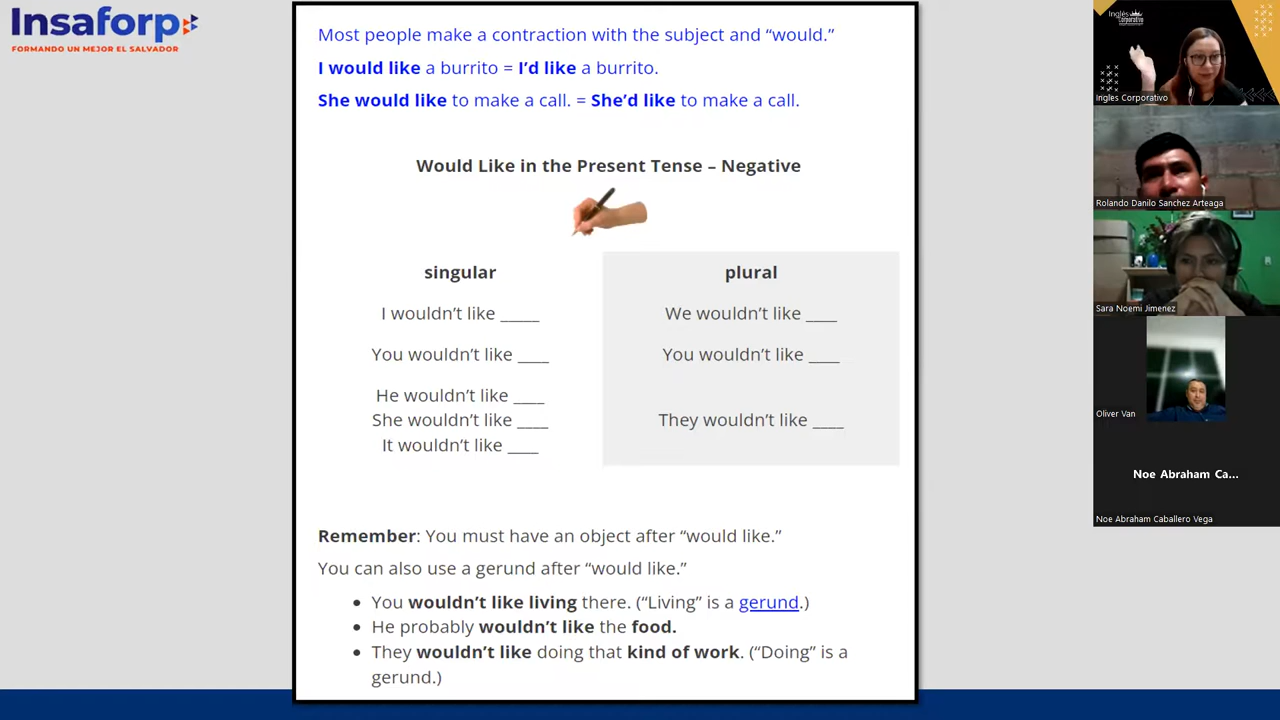 Insaforp
FORMANDO UN MEJOR EL SALVADOR
Most people make a contraction with the subject and “would.”
I would like a burrito = I’d like a burrito.
She would like to make a call. = She’d like to make a call.
Would Like in the Present Tense – Negative
singular
I wouldn’t like _____
You wouldn’t like ____
He wouldn’t like ____
She wouldn’t like ____
It wouldn’t like ____
plural
We wouldn’t like ____
You wouldn’t like ____
They wouldn’t like ____
Remember: You must have an object after “would like.”
You can also use a gerund after “would like.”
• You wouldn’t like living there. (“Living” is a gerund.)
• He probably wouldn’t like the food.
• They wouldn’t like doing that kind of work. (“Doing” is a
gerund.)
Inglés
Corporativo
Ingles Corporativo
Rolando Danilo Sanchez Arteaga
Sara Noemi Jimenez
Oliver Van
Noe Abraham Ca...
Noe Abraham Caballero Vega